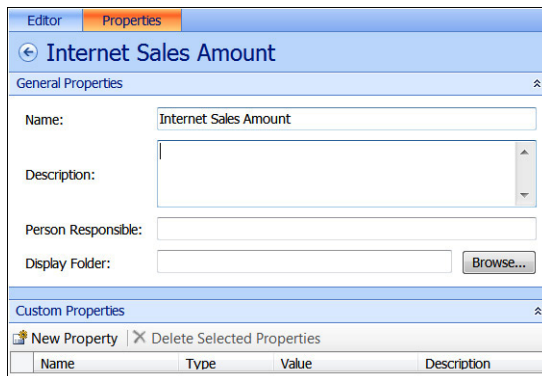 Editor Properties
Internet Sales Amount
General Properties
Name: Internet Sales Amount
Description:
Person Responsible:
Display Folder: Browse...
Custom Properties
New Property Delete Selected Properties
Name Type Value Description